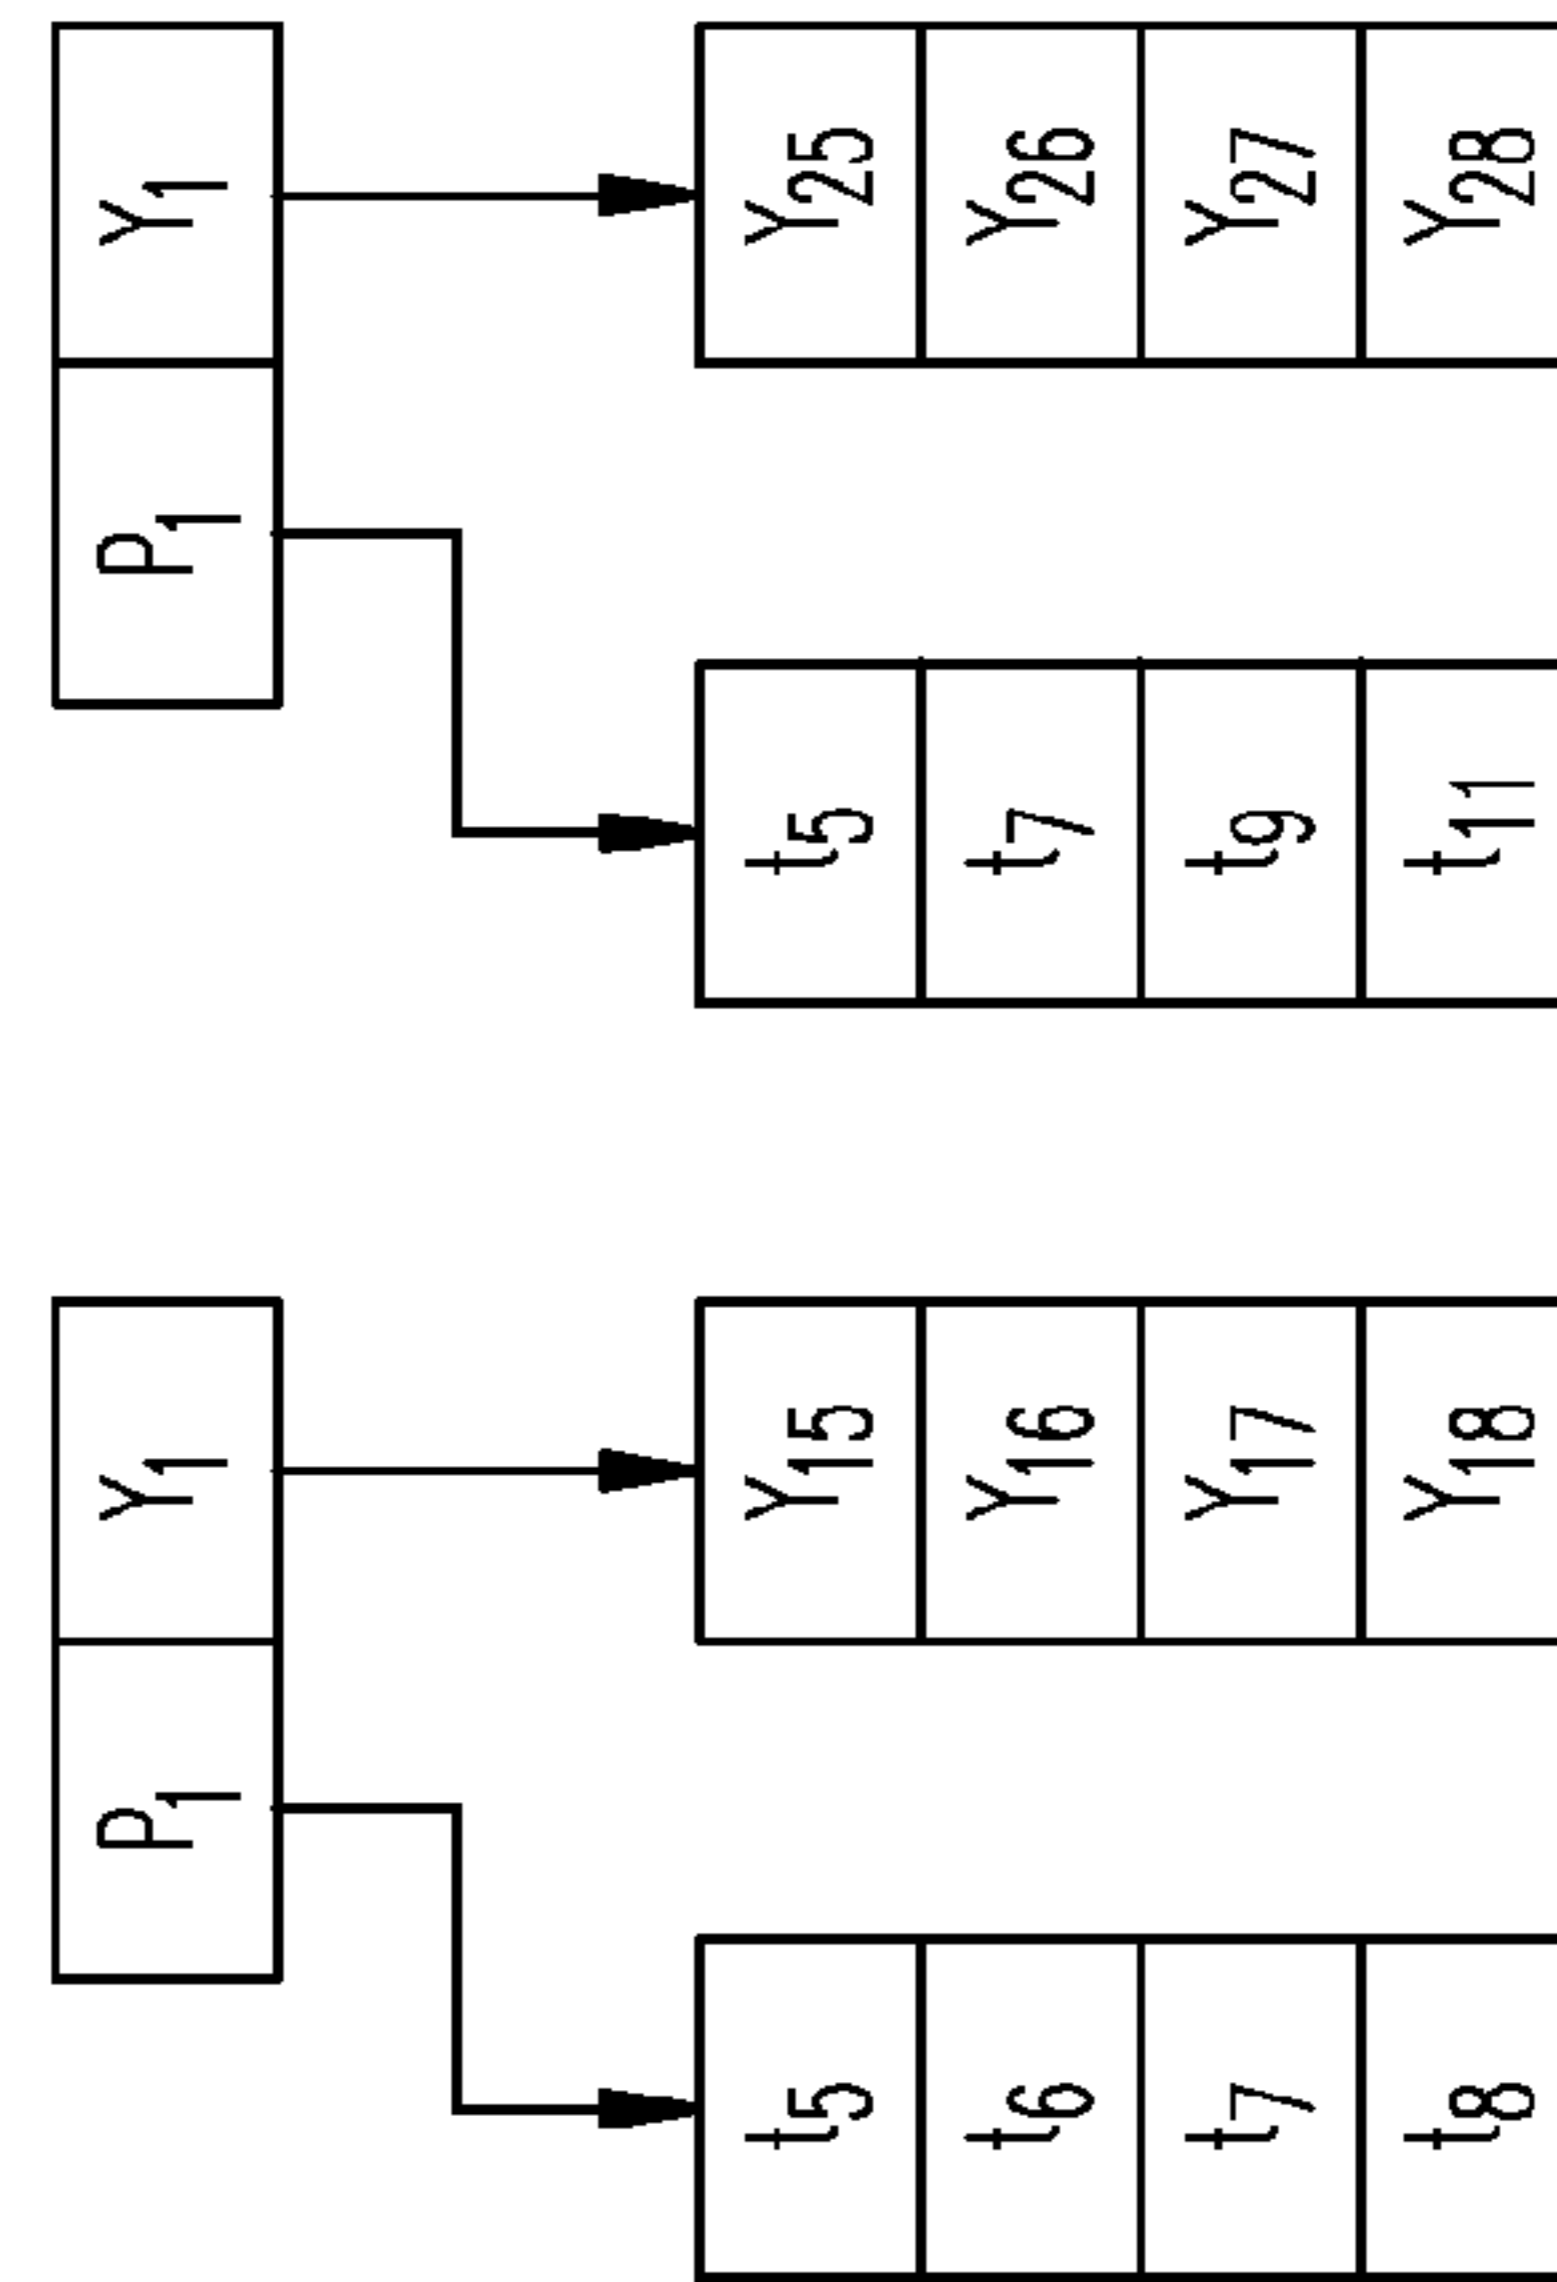 P₁ Y₁ P₁ Y₁
t₅ Y₁₅ t₅ Y₂₅
t₆ Y₁₆ t₇ Y₂₆
t₇ Y₁₇ t₉ Y₂₇
t₈ Y₁₈ t₁₁ Y₂₈